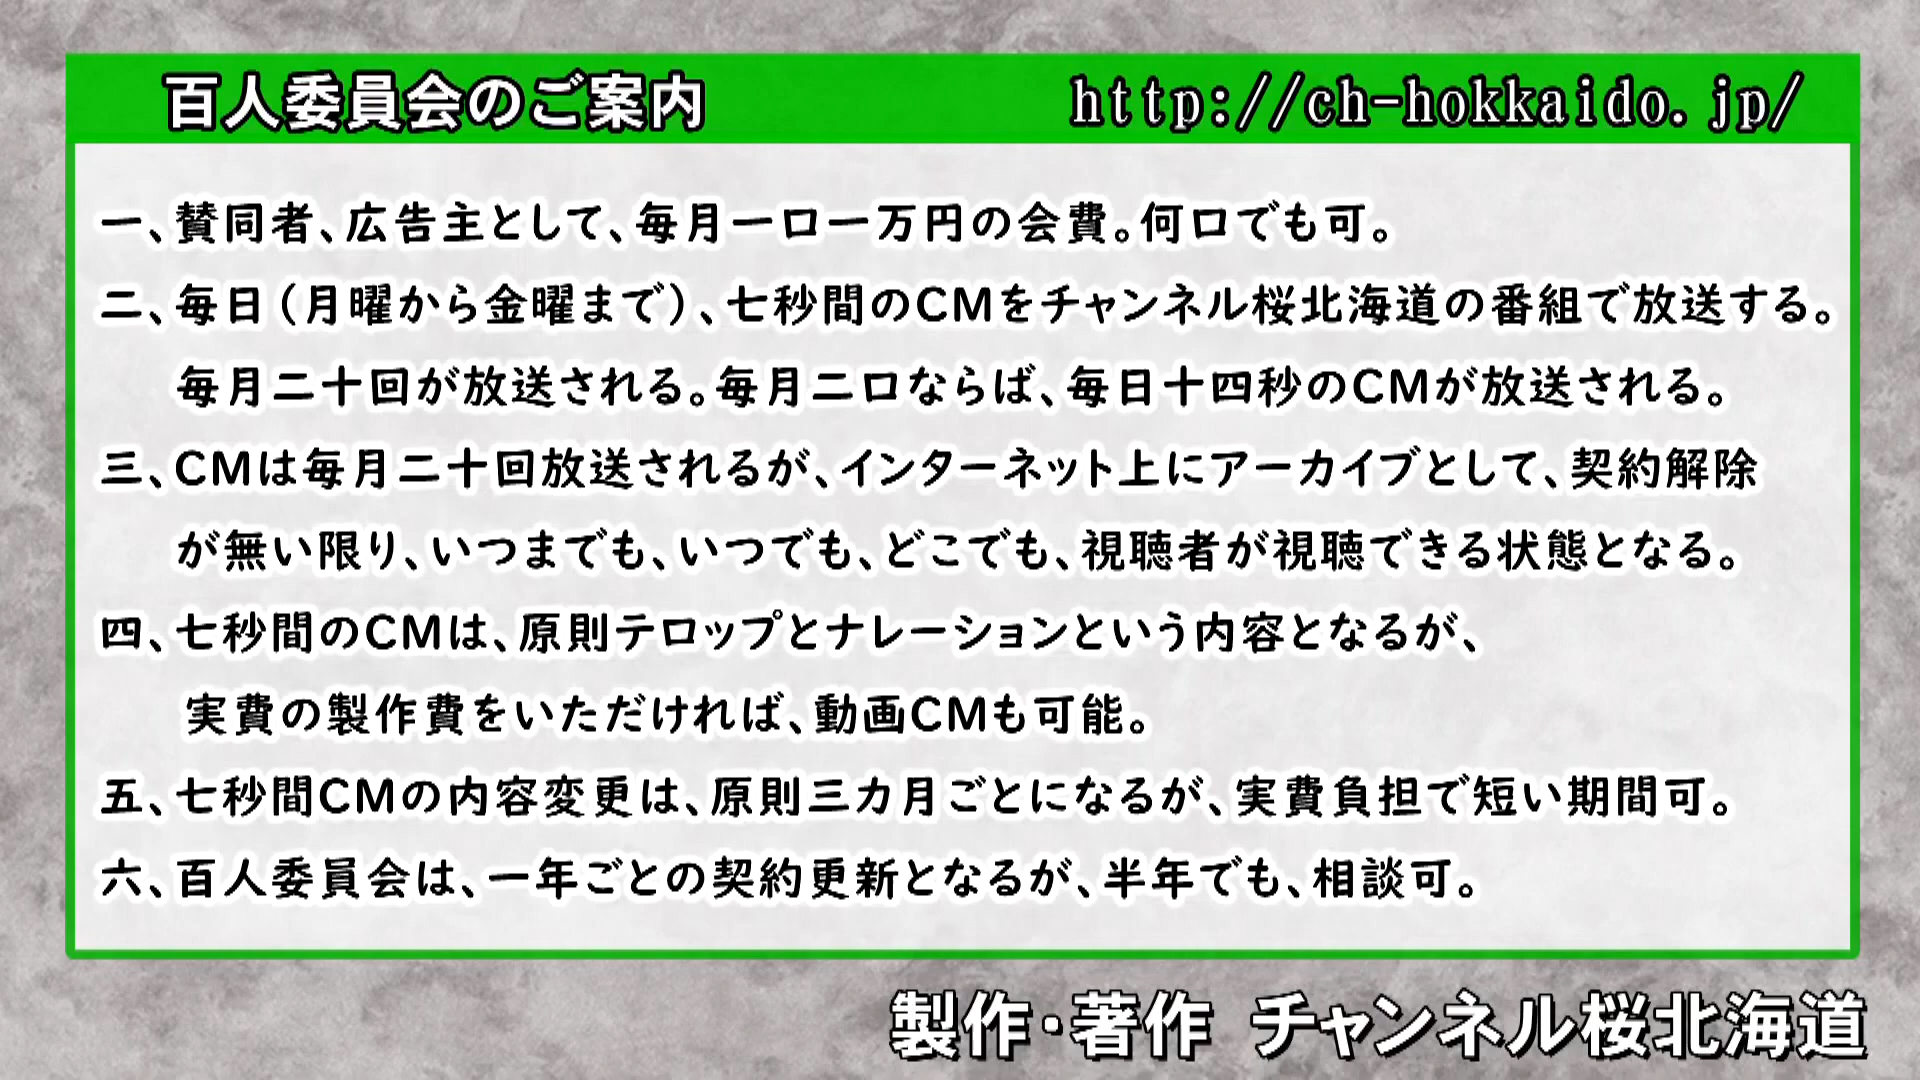 百人委員会のご案内
http://ch-hokkaido.jp/
一、賛同者、広告主として、毎月一口一万円の会費。何口でも可。
二、毎日（月曜から金曜まで）、七秒間のCMをチャンネル桜北海道の番組で放送する。
毎月二十回が放送される。毎月二口ならば、毎日十四秒のCMが放送される。
三、CMは毎月二十回放送されるが、インターネット上にアーカイブとして、契約解除
が無い限り、いつまでも、いつでも、どこでも、視聴者が視聴できる状態となる。
四、七秒間のCMは、原則テロップとナレーションという内容となるが、
実費の製作費をいただければ、動画CMも可能。
五、七秒間CMの内容変更は、原則三カ月ごとになるが、実費負担で短い期間可。
六、百人委員会は、一年ごとの契約更新となるが、半年でも、相談可。
製作・著作 チャンネル桜北海道